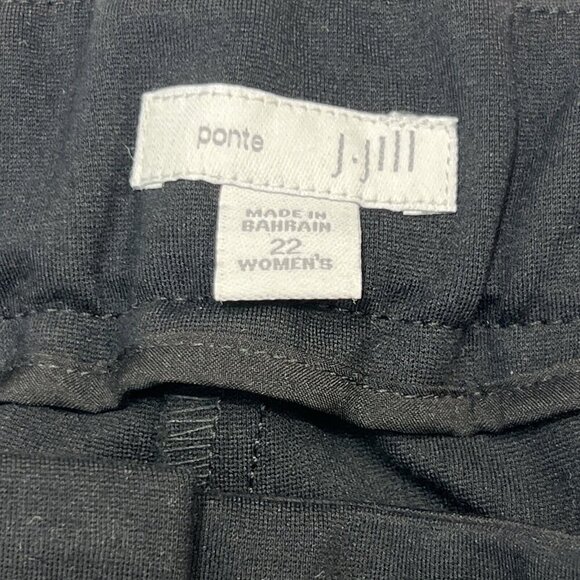 ponte J.Jill
MADE IN
BAHRAIN
22
WOMEN'S